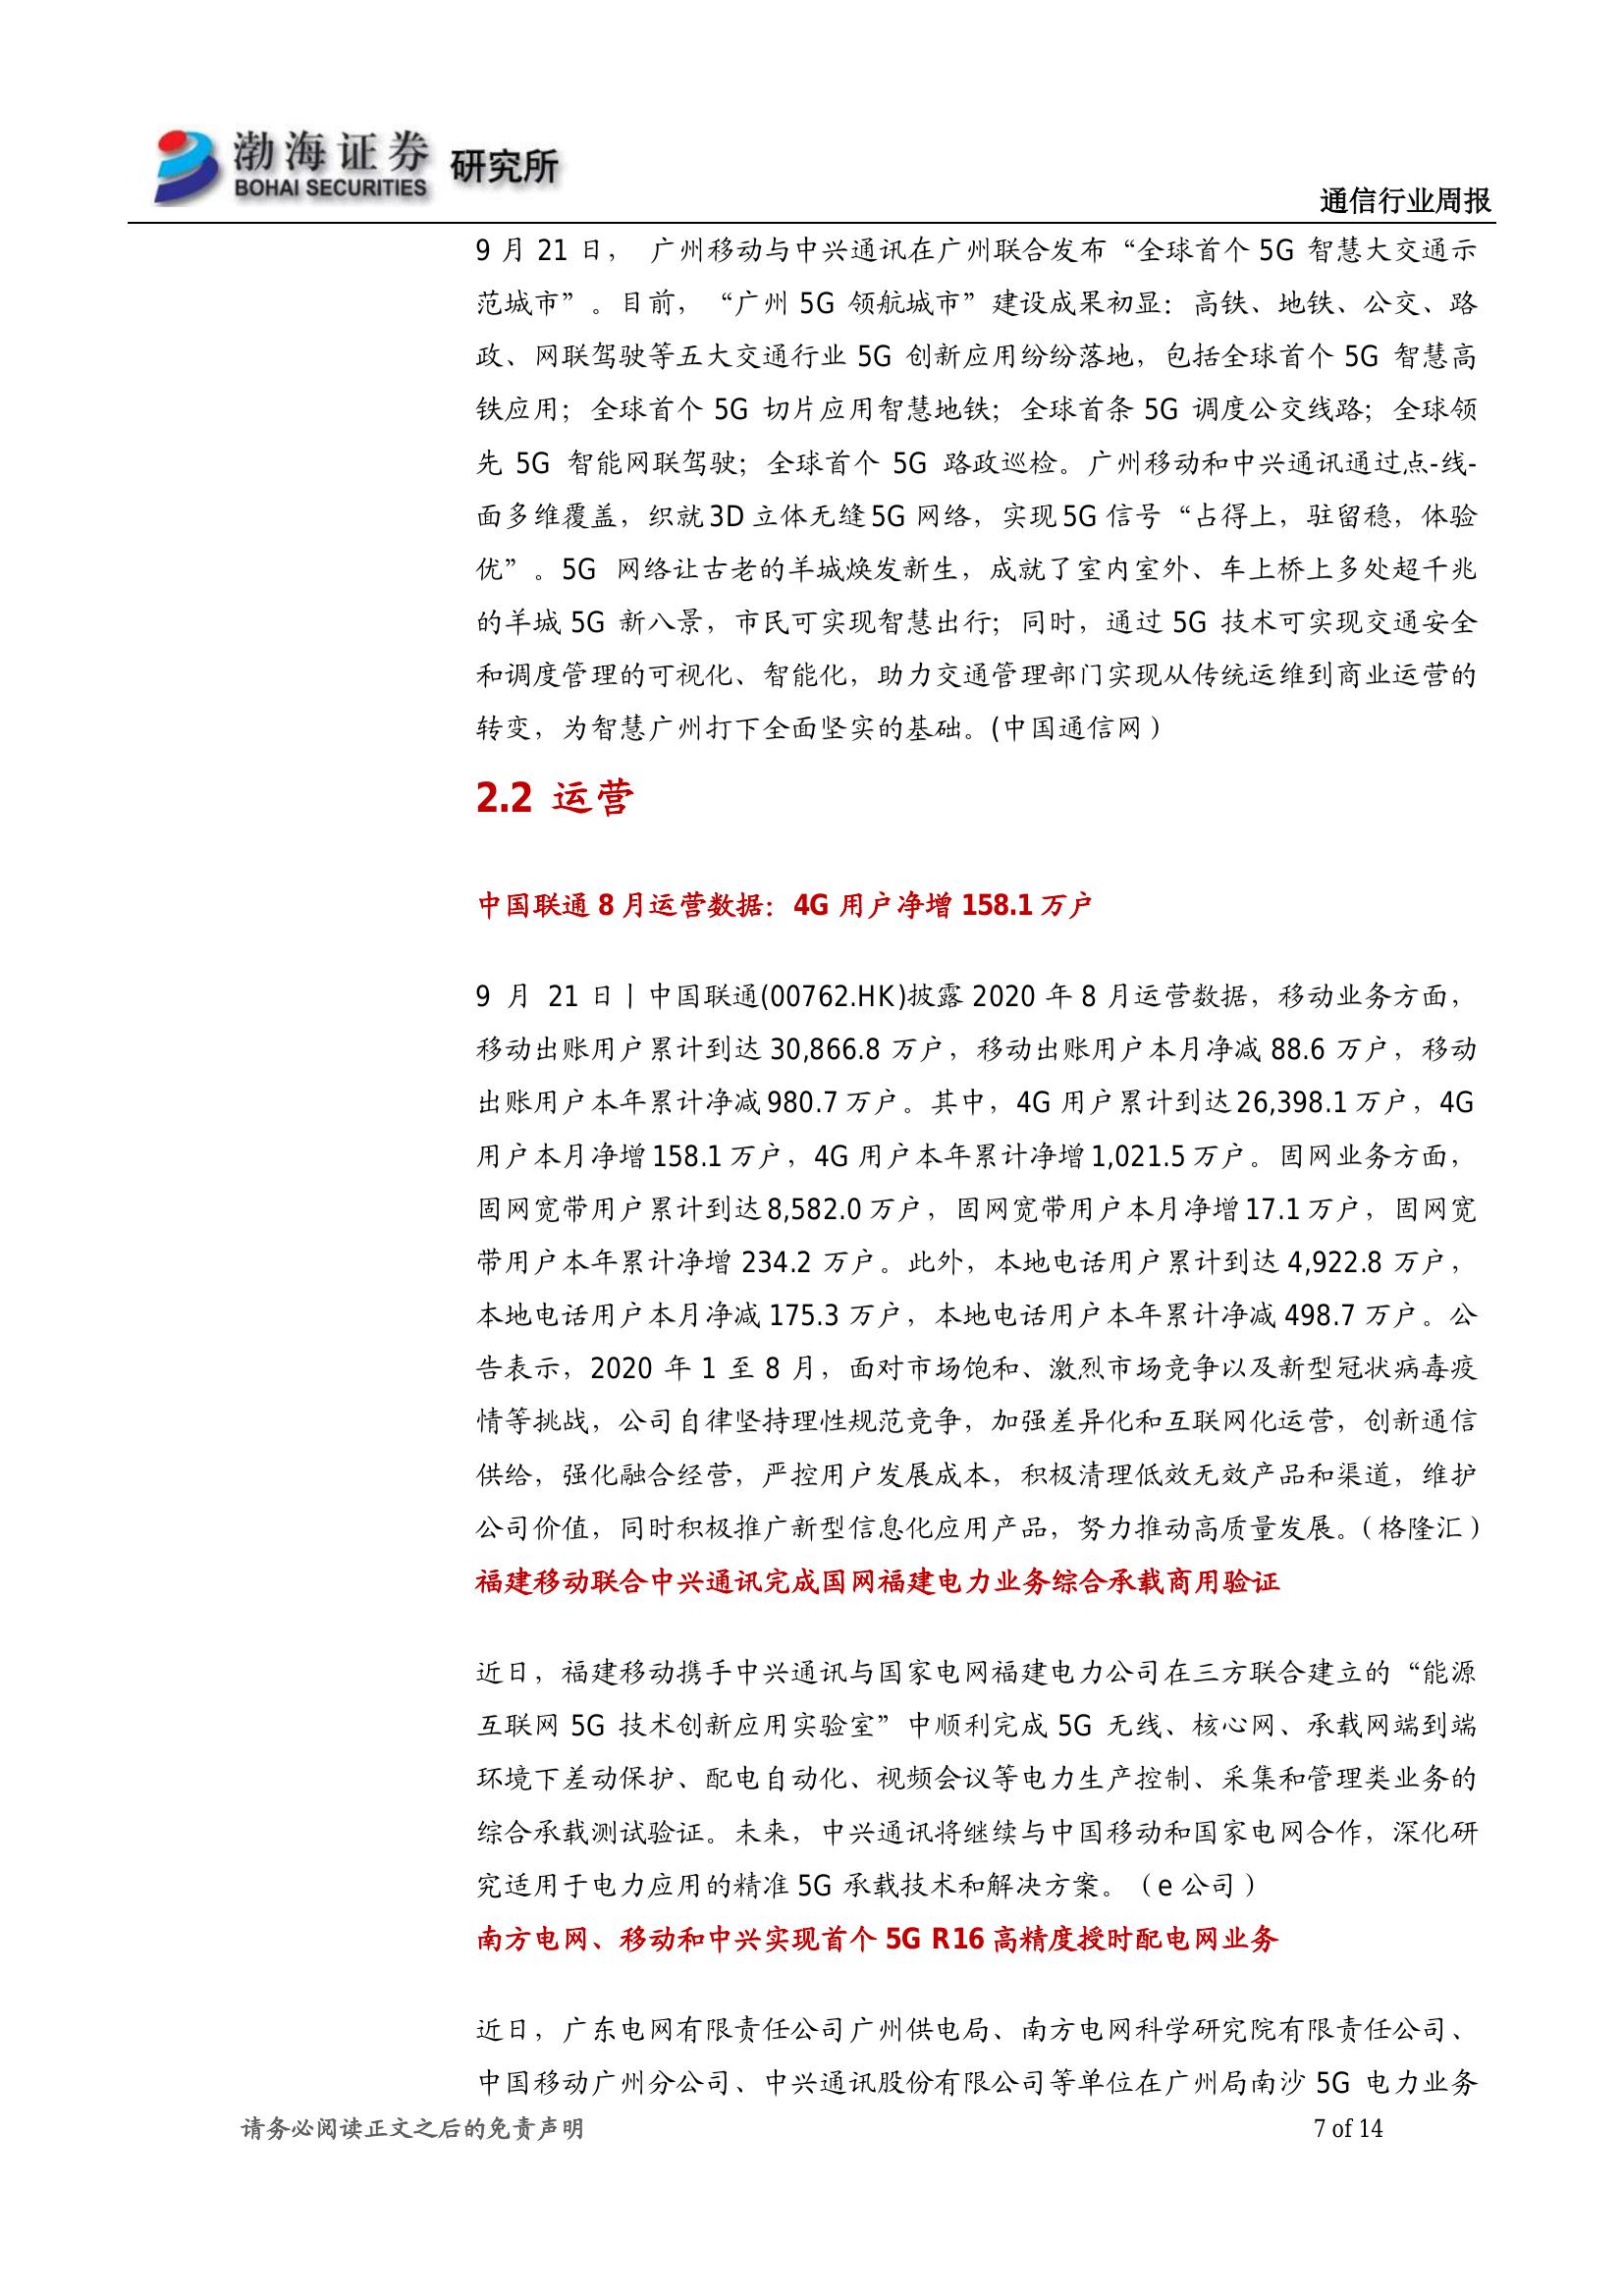 渤海证券
BOHAI SECURITIES
研究所
通信行业周报
9 月 21 日， 广州移动与中兴通讯在广州联合发布“全球首个 5G 智慧大交通示
范城市”。目前，“广州 5G 领航城市”建设成果初显：高铁、地铁、公交、路
政、网联驾驶等五大交通行业 5G 创新应用纷纷落地，包括全球首个 5G 智慧高
铁应用；全球首个 5G 切片应用智慧地铁；全球首条 5G 调度公交线路；全球领
先 5G 智能网联驾驶；全球首个 5G 路政巡检。广州移动和中兴通讯通过点-线-
面多维覆盖，织就 3D 立体无缝 5G 网络，实现 5G 信号“占得上，驻留稳，体验
优”。5G 网络让古老的羊城焕发新生，成就了室内室外、车上桥上多处超千兆
的羊城 5G 新八景，市民可实现智慧出行；同时，通过 5G 技术可实现交通安全
和调度管理的可视化、智能化，助力交通管理部门实现从传统运维到商业运营的
转变，为智慧广州打下全面坚实的基础。(中国通信网）
2.2 运营
中国联通 8 月运营数据：4G 用户净增 158.1 万户
9 月 21 日丨中国联通(00762.HK)披露 2020 年 8 月运营数据，移动业务方面，
移动出账用户累计到达 30,866.8 万户，移动出账用户本月净减 88.6 万户，移动
出账用户本年累计净减 980.7 万户。其中，4G 用户累计到达 26,398.1 万户，4G
用户本月净增 158.1 万户，4G 用户本年累计净增 1,021.5 万户。固网业务方面，
固网宽带用户累计到达 8,582.0 万户，固网宽带用户本月净增 17.1 万户，固网宽
带用户本年累计净增 234.2 万户。此外，本地电话用户累计到达 4,922.8 万户，
本地电话用户本月净减 175.3 万户，本地电话用户本年累计净减 498.7 万户。公
告表示，2020 年 1 至 8 月，面对市场饱和、激烈市场竞争以及新型冠状病毒疫
情等挑战，公司自律坚持理性规范竞争，加强差异化和互联网化运营，创新通信
供给，强化融合经营，严控用户发展成本，积极清理低效无效产品和渠道，维护
公司价值，同时积极推广新型信息化应用产品，努力推动高质量发展。（格隆汇）
福建移动联合中兴通讯完成国网福建电力业务综合承载商用验证
近日，福建移动携手中兴通讯与国家电网福建电力公司在三方联合建立的“能源
互联网 5G 技术创新应用实验室”中顺利完成 5G 无线、核心网、承载网端到端
环境下差动保护、配电自动化、视频会议等电力生产控制、采集和管理类业务的
综合承载测试验证。未来，中兴通讯将继续与中国移动和国家电网合作，深化研
究适用于电力应用的精准 5G 承载技术和解决方案。（e 公司）
南方电网、移动和中兴实现首个 5G R16 高精度授时配电网业务
近日，广东电网有限责任公司广州供电局、南方电网科学研究院有限责任公司、
中国移动广州分公司、中兴通讯股份有限公司等单位在广州局南沙 5G 电力业务
请务必阅读正文之后的免责声明
7 of 14